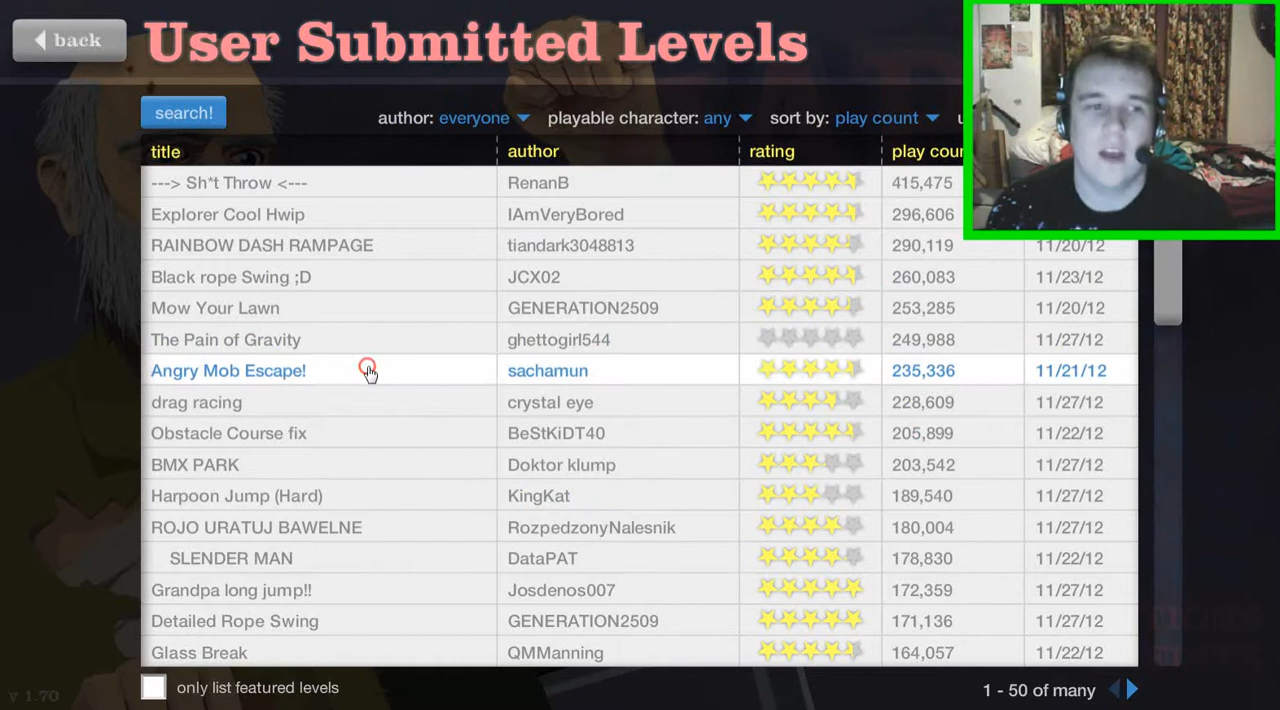 back
User Submitted Levels
search!
author: everyone playable character: any sort by: play count u
title author rating play coun
---> Sh*t Throw <--- RenanB 415,475
Explorer Cool Hwip IAmVeryBored 296,606
RAINBOW DASH RAMPAGE tiandark3048813 290,119 11/20/12
Black rope Swing ;D JCX02 260,083 11/23/12
Mow Your Lawn GENERATION2509 253,285 11/20/12
The Pain of Gravity ghettogirl544 249,988 11/27/12
Angry Mob Escape! sachamun 235,336 11/21/12
drag racing crystal eye 228,609 11/27/12
Obstacle Course fix BeStKiDT40 205,899 11/22/12
BMX PARK Doktor klump 203,542 11/27/12
Harpoon Jump (Hard) KingKat 189,540 11/27/12
ROJO URATUJ BAWELNE RozpedzonyNalesnik 180,004 11/27/12
SLENDER MAN DataPAT 178,830 11/22/12
Grandpa long jump!! Josdenos007 172,359 11/27/12
Detailed Rope Swing GENERATION2509 171,136 11/27/12
Glass Break QMManning 164,057 11/22/12
v 1.70
only list featured levels
1 - 50 of many